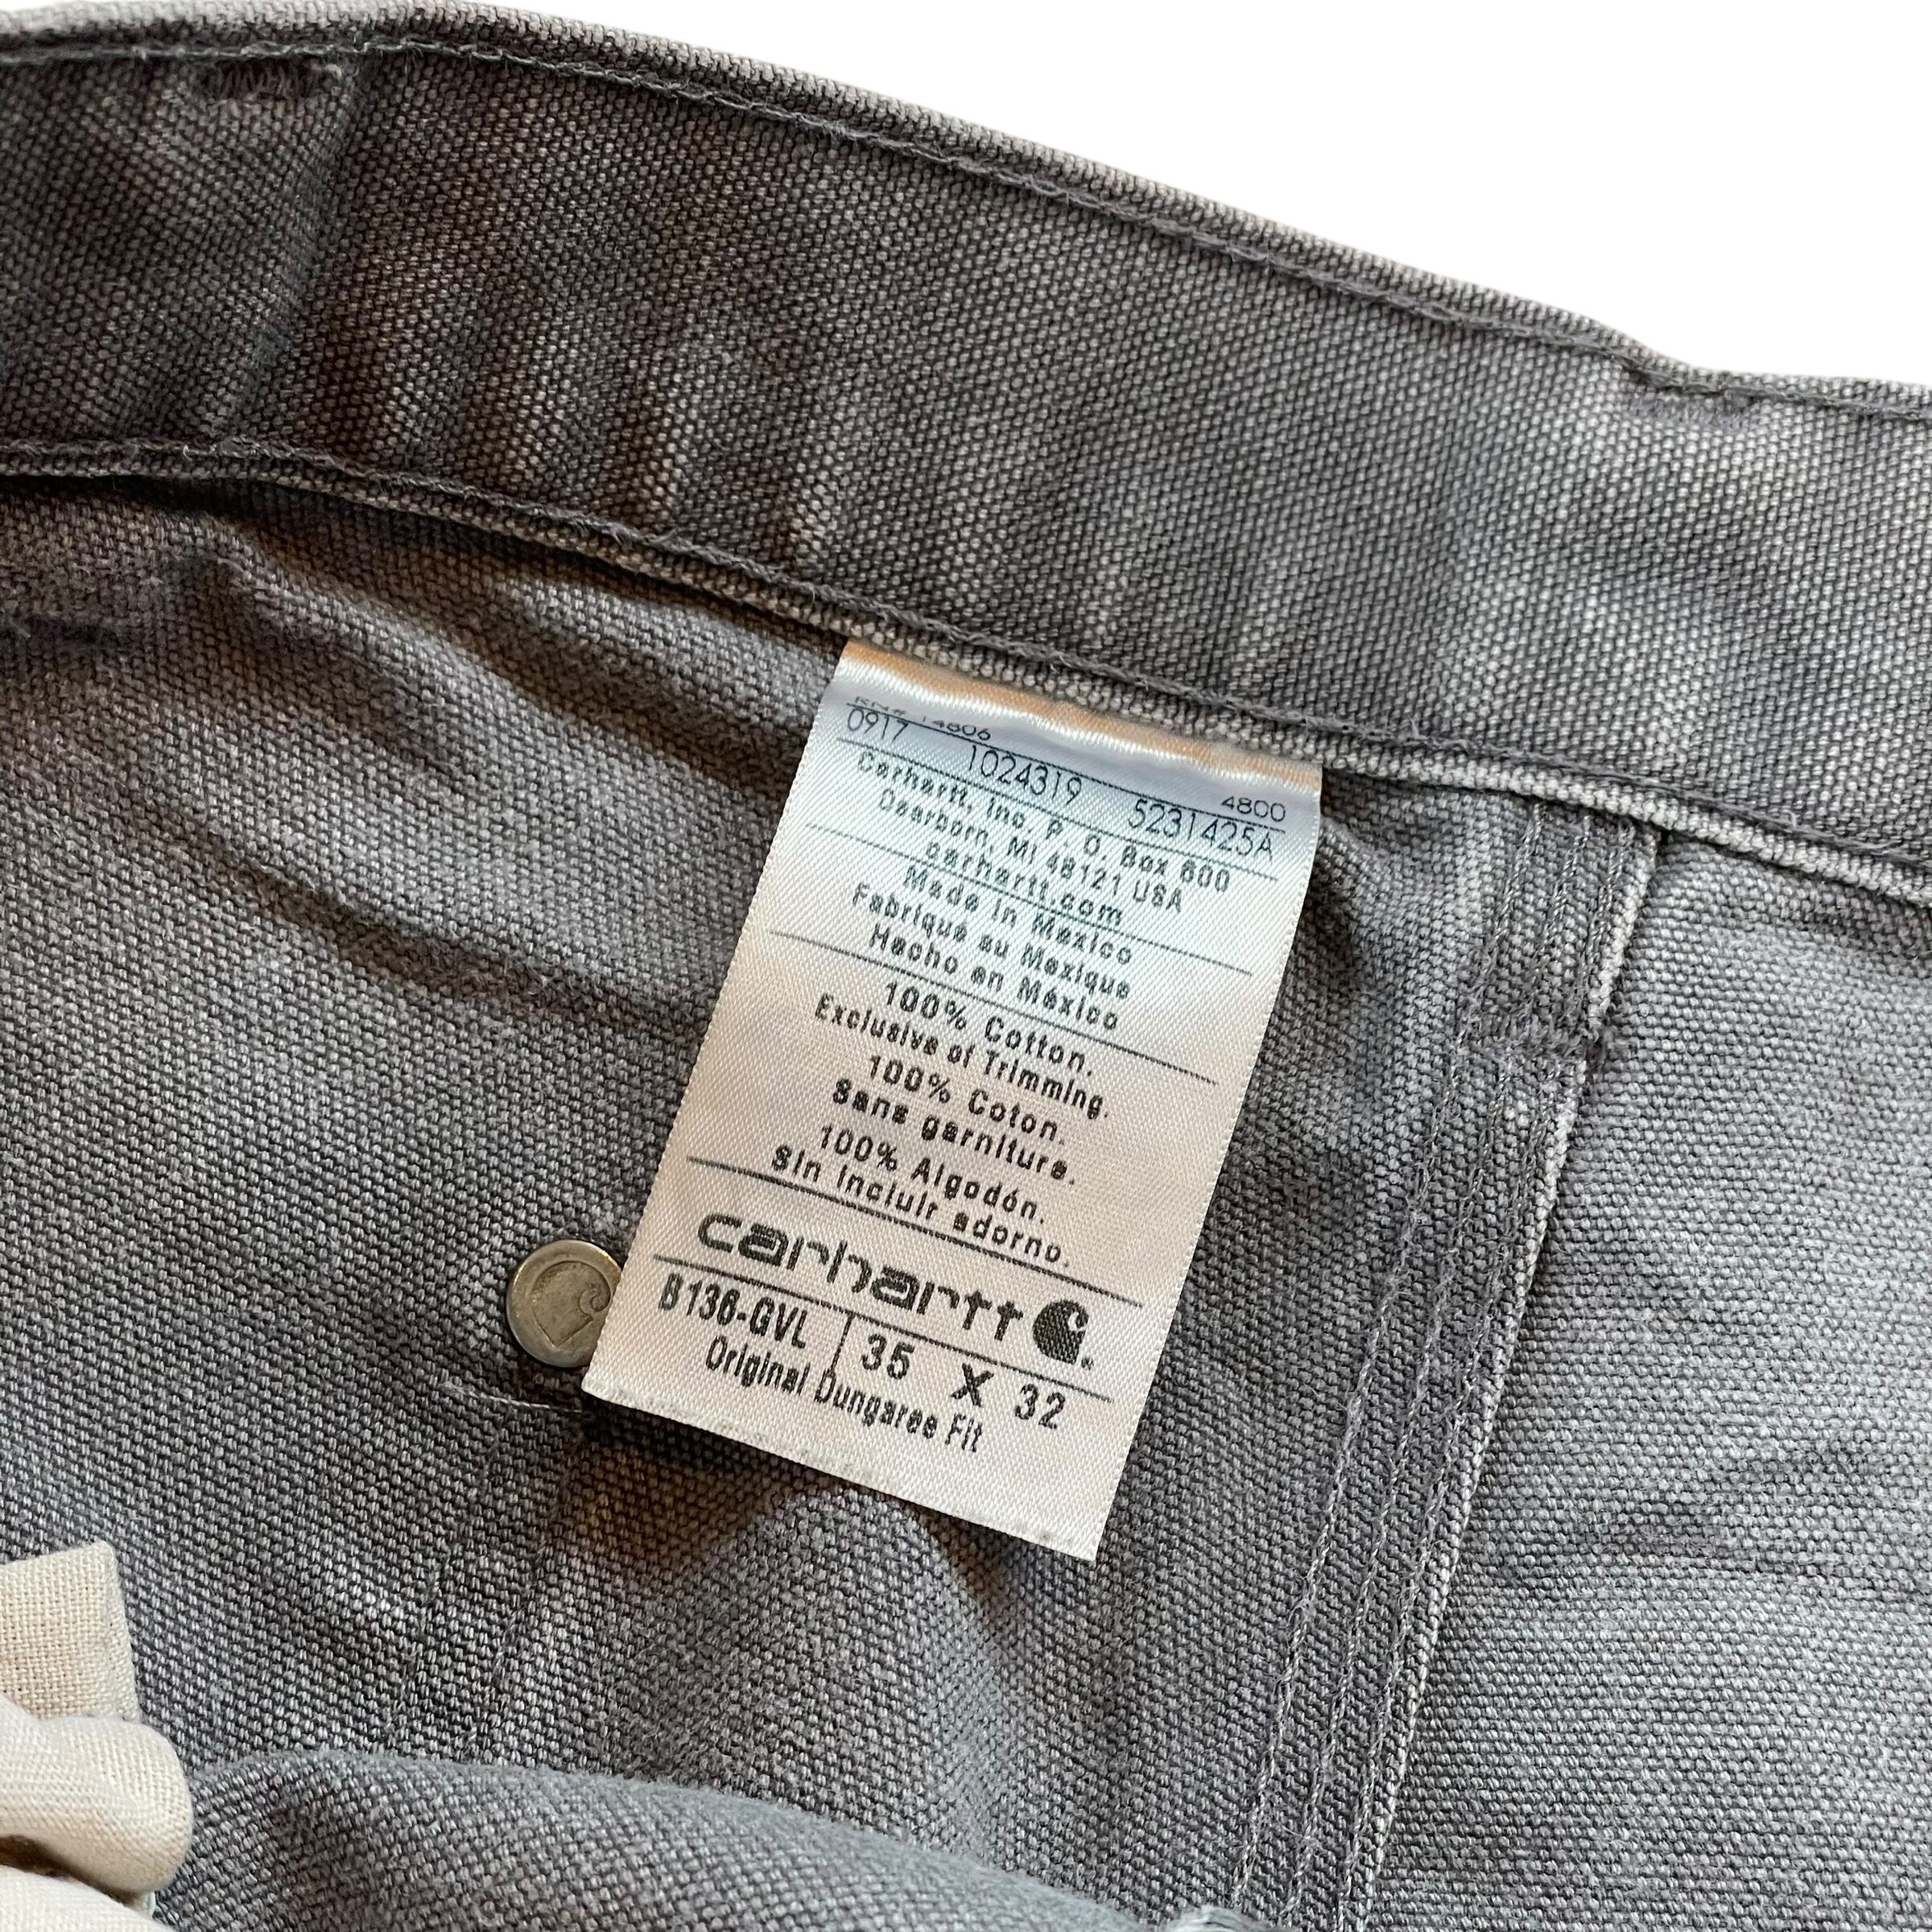 RN# 14806
0917 1024319 4800
5231425A
Carhartt, Inc. P. O. Box 600
Dearborn, MI 48121 USA
carhartt.com
Made in Mexico
Fabriqué au Mexique
Hecho en México
100% Cotton.
Exclusive of Trimming.
100% Coton.
Sans garniture.
100% Algodón.
Sin incluir adorno.
carhartt
B136-GVL 35 X 32
Original Dungaree Fit